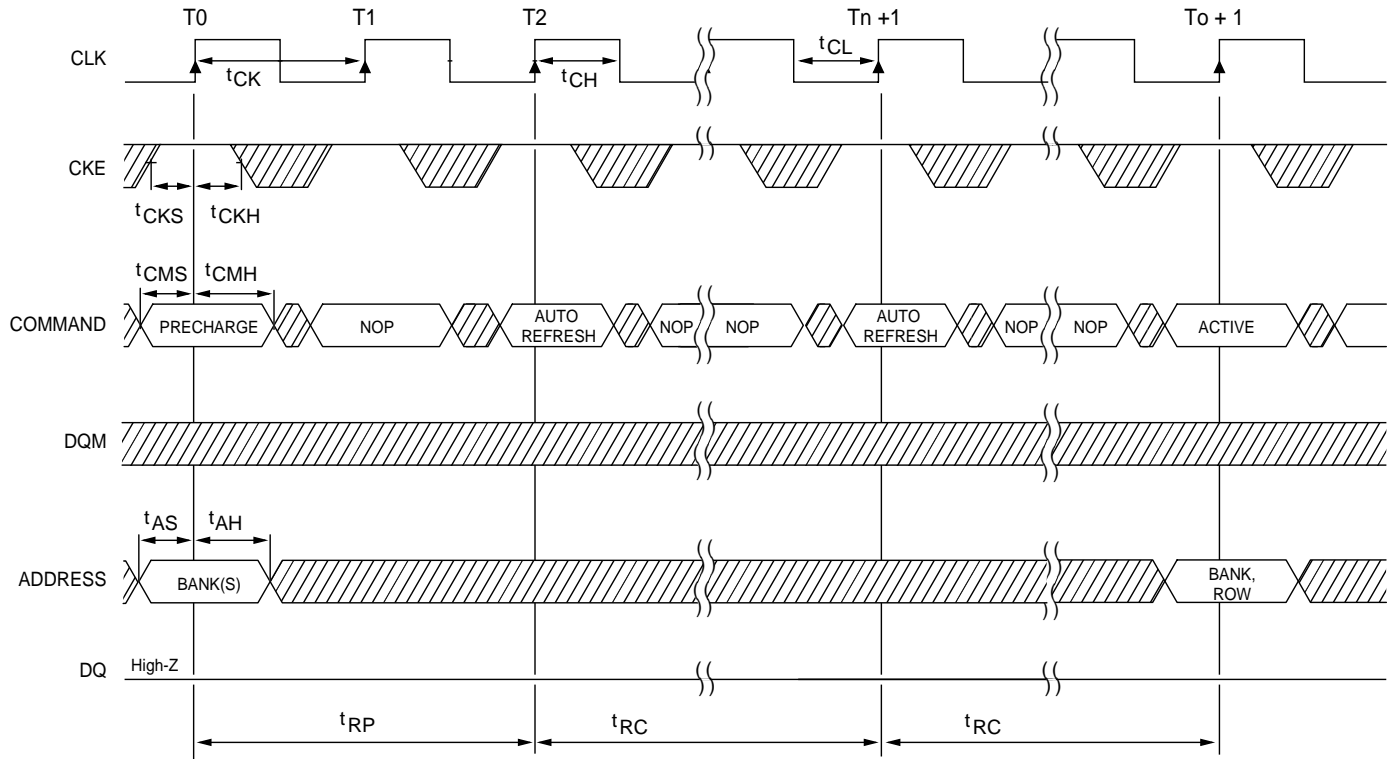 T0 T1 T2 Tn +1 To + 1
CLK
tCK
tCH
tCL
CKE
tCKS tCKH
tCMS tCMH
COMMAND
PRECHARGE NOP AUTO REFRESH NOP NOP AUTO REFRESH NOP NOP ACTIVE
DQM
tAS tAH
ADDRESS
BANK(S) BANK, ROW
DQ High-Z
tRP tRC tRC